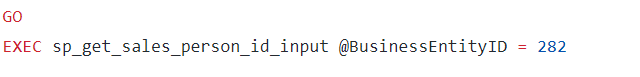 GO
EXEC sp_get_sales_person_id_input @BusinessEntityID = 282